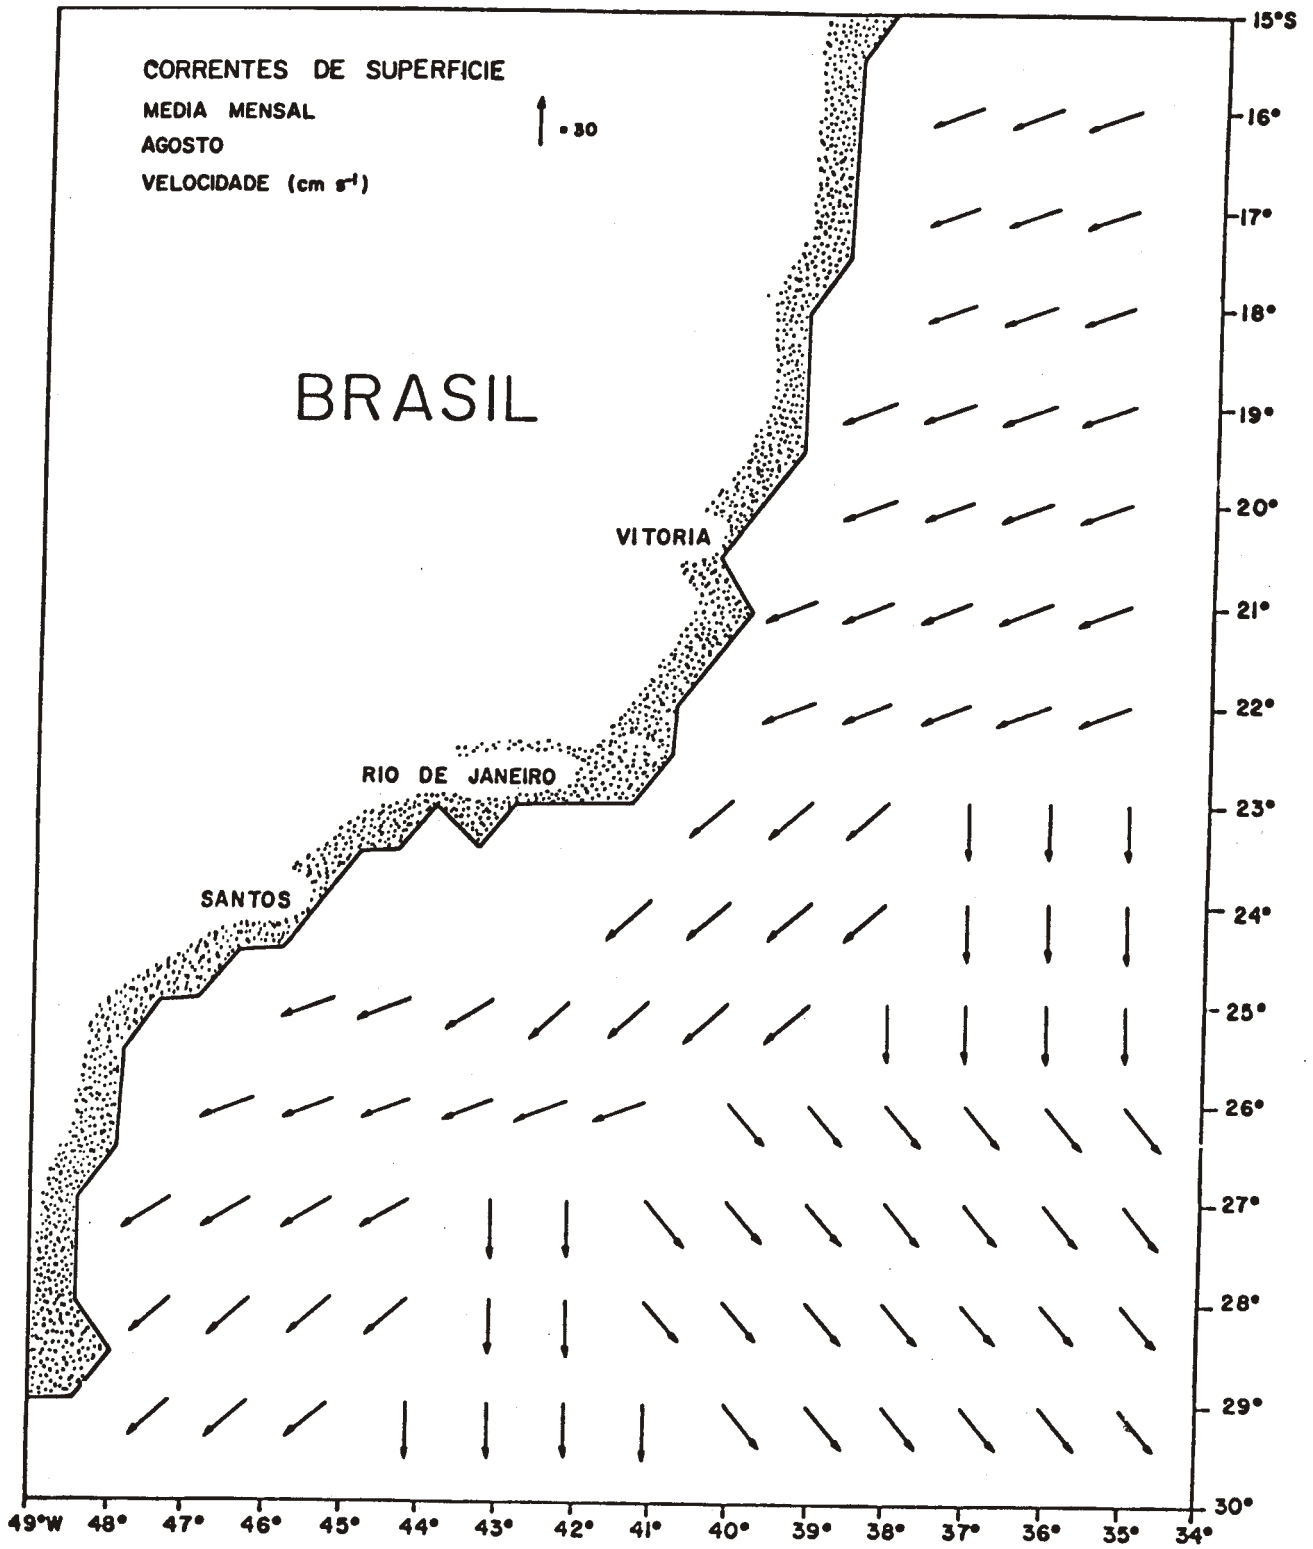 CORRENTES DE SUPERFICIE
MEDIA MENSAL
AGOSTO
VELOCIDADE (cm s⁻¹)
= 30
BRASIL
VITORIA
RIO DE JANEIRO
SANTOS
15°S
16°
17°
18°
19°
20°
21°
22°
23°
24°
25°
26°
27°
28°
29°
30°
49°W 48° 47° 46° 45° 44° 43° 42° 41° 40° 39° 38° 37° 36° 35° 34°